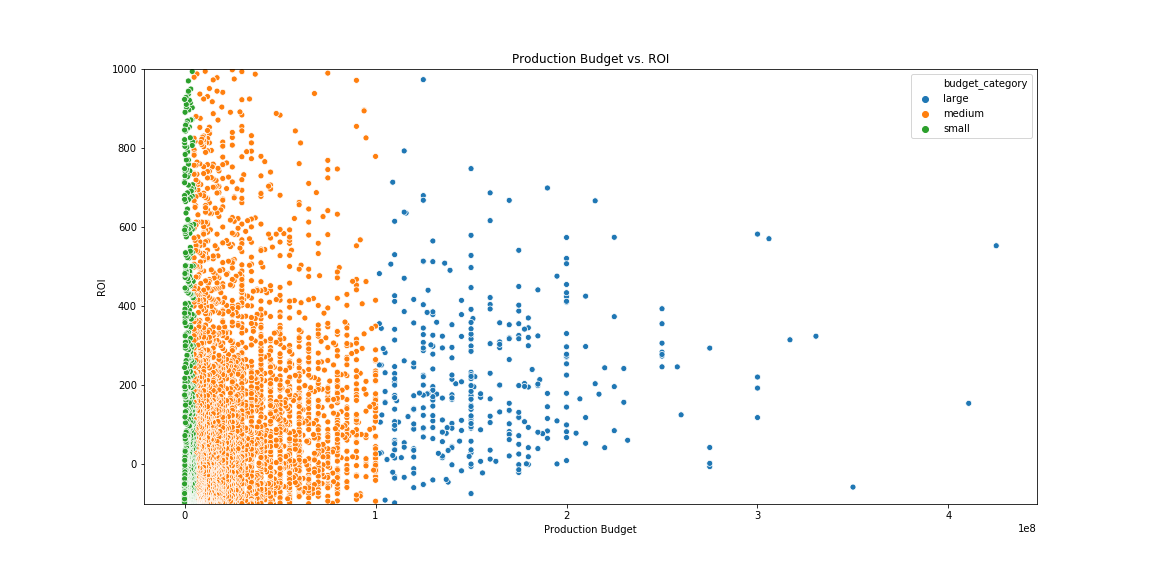 Production Budget vs. ROI
1000
800
600
400
200
0
ROI
budget_category
large
medium
small
0
1
2
3
4
1e8
Production Budget